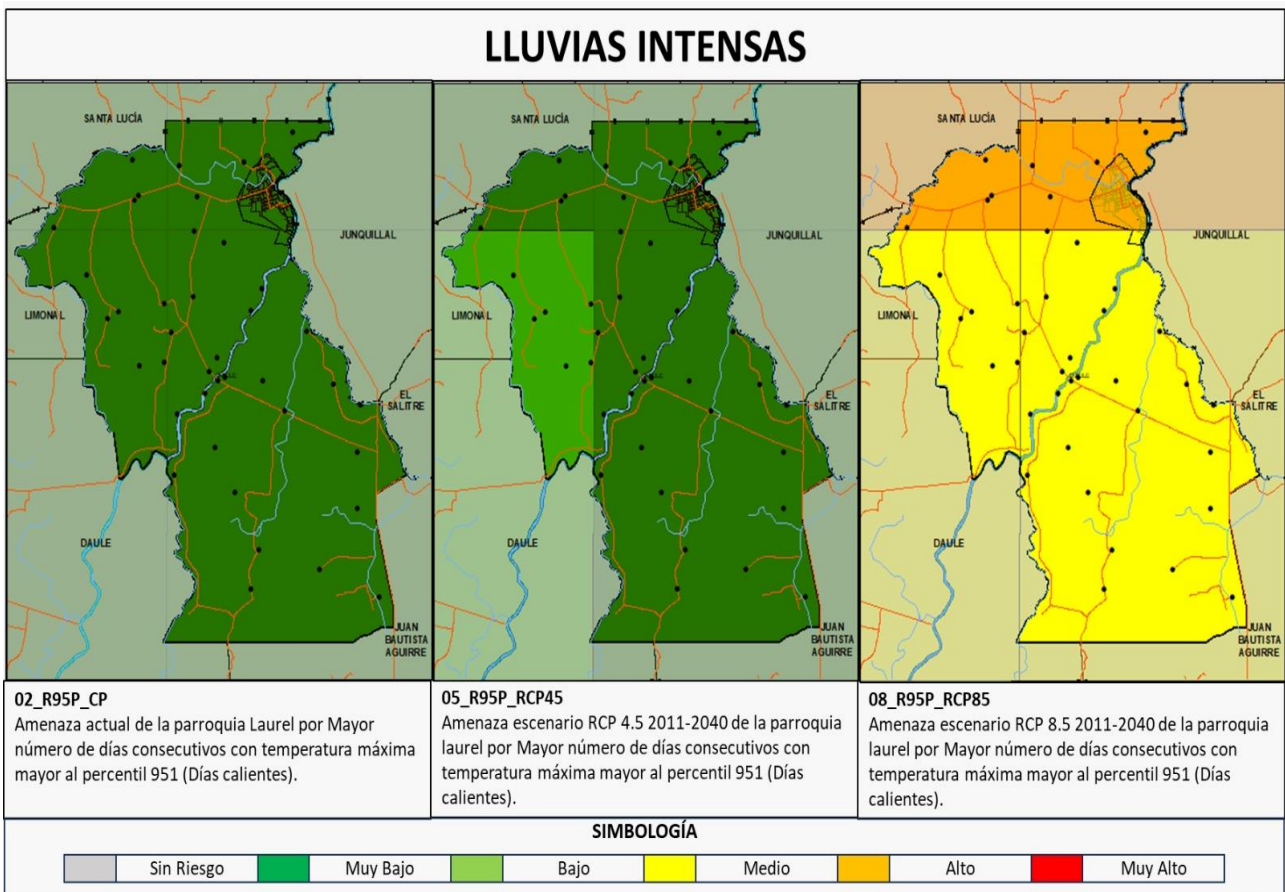 LLUVIAS INTENSAS
SANTA LUCÍA
JUNQUILLAL
LIMONAL
EL
SALITRE
DAULE
JUAN
BAUTISTA
AGUIRRE
SANTA LUCÍA
JUNQUILLAL
LIMONAL
EL
SALITRE
DAULE
JUAN
BAUTISTA
AGUIRRE
SANTA LUCÍA
JUNQUILLAL
LIMONAL
EL
SALITRE
DAULE
JUAN
BAUTISTA
AGUIRRE
02_R95P_CP
Amenaza actual de la parroquia Laurel por Mayor
número de días consecutivos con temperatura máxima
mayor al percentil 951 (Días calientes).
05_R95P_RCP45
Amenaza escenario RCP 4.5 2011-2040 de la parroquia
laurel por Mayor número de días consecutivos con
temperatura máxima mayor al percentil 951 (Días
calientes).
08_R95P_RCP85
Amenaza escenario RCP 8.5 2011-2040 de la parroquia
laurel por Mayor número de días consecutivos con
temperatura máxima mayor al percentil 951 (Días
calientes).
SIMBOLOGÍA
Sin Riesgo Muy Bajo Bajo Medio Alto Muy Alto